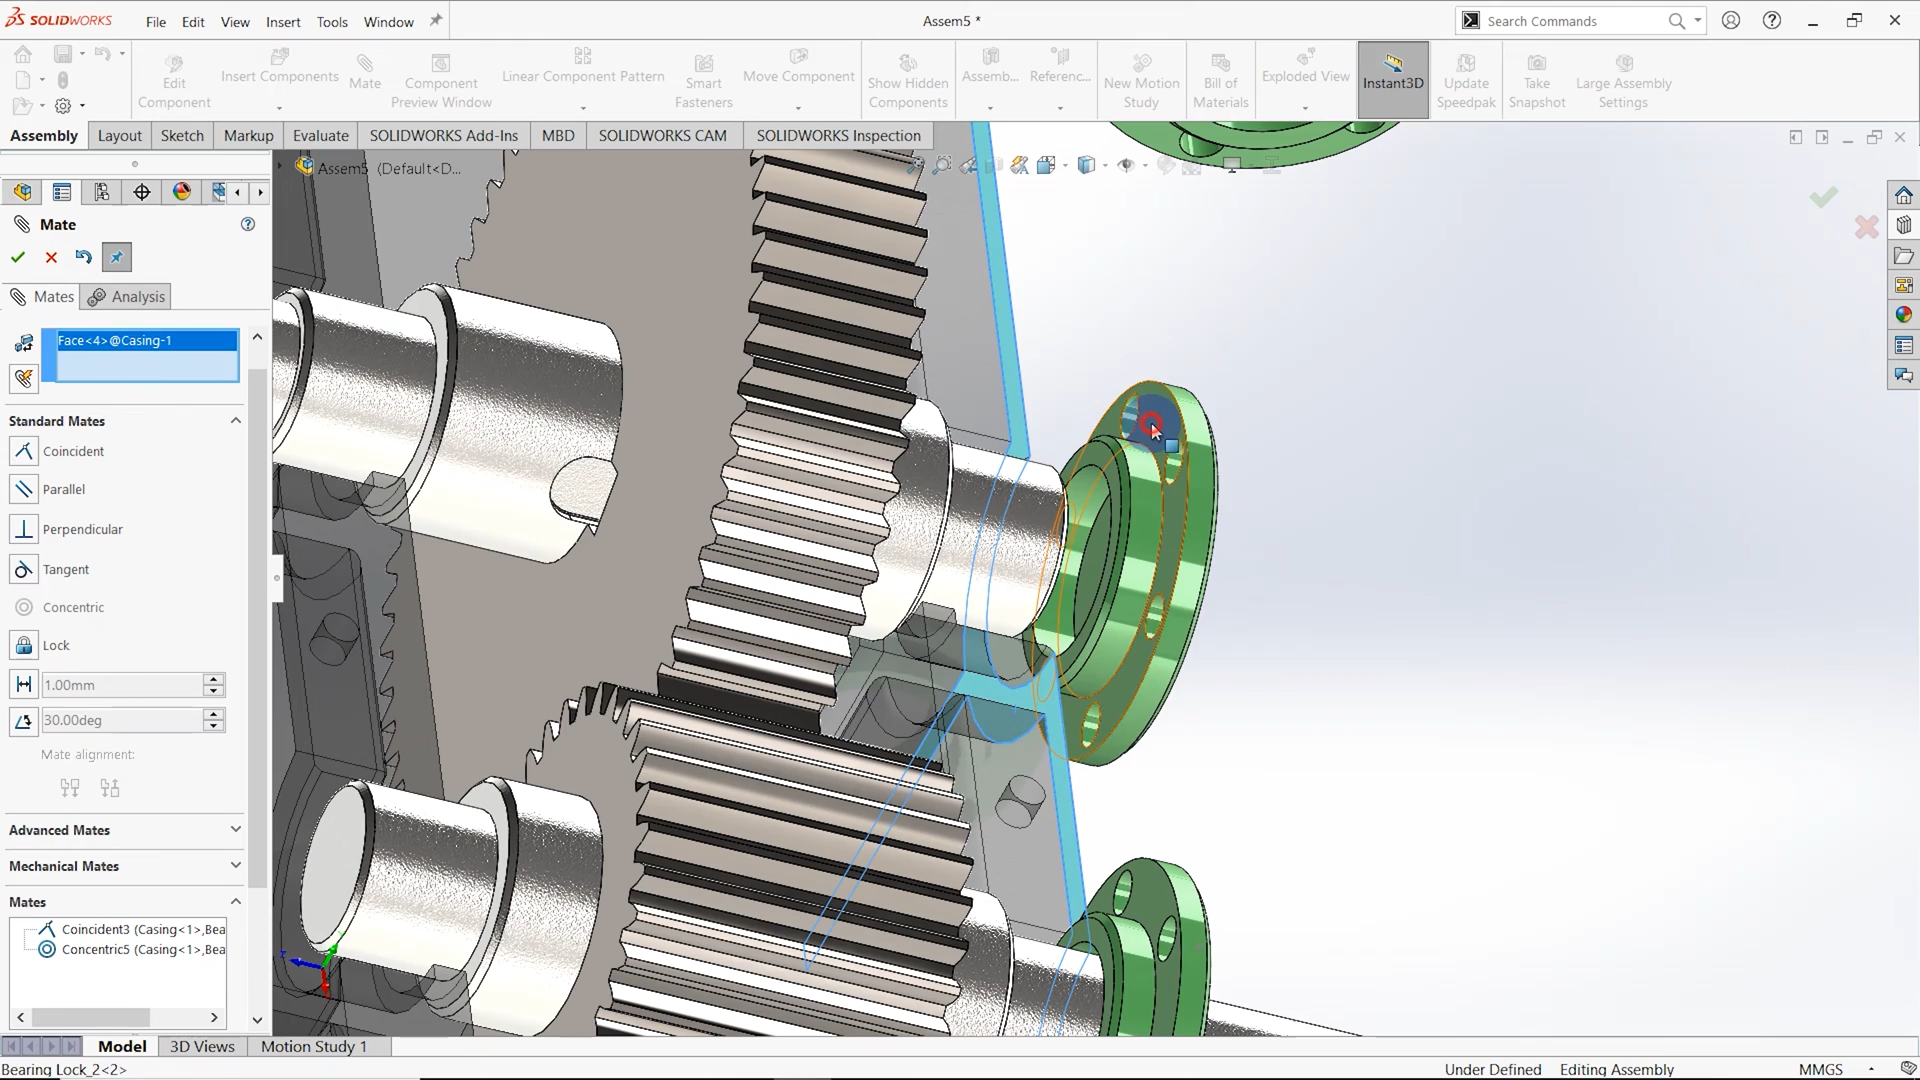 SOLIDWORKS
File Edit View Insert Tools Window
Assem5 *
Search Commands
Edit Component
Insert Components
Mate
Component Preview Window
Linear Component Pattern
Smart Fasteners
Move Component
Show Hidden Components
Assemb...
Referenc...
New Motion Study
Bill of Materials
Exploded View
Instant3D
Update Speedpak
Take Snapshot
Large Assembly Settings
Assembly Layout Sketch Markup Evaluate SOLIDWORKS Add-Ins MBD SOLIDWORKS CAM SOLIDWORKS Inspection
Assem5 (Default<D...
Mate
Mates Analysis
Face<4>@Casing-1
Standard Mates
Coincident
Parallel
Perpendicular
Tangent
Concentric
Lock
1.00mm
30.00deg
Mate alignment:
Advanced Mates
Mechanical Mates
Mates
Coincident3 (Casing<1>,Bea
Concentric5 (Casing<1>,Bea
Model 3D Views Motion Study 1
Bearing Lock_2<2>
Under Defined Editing Assembly MMGS